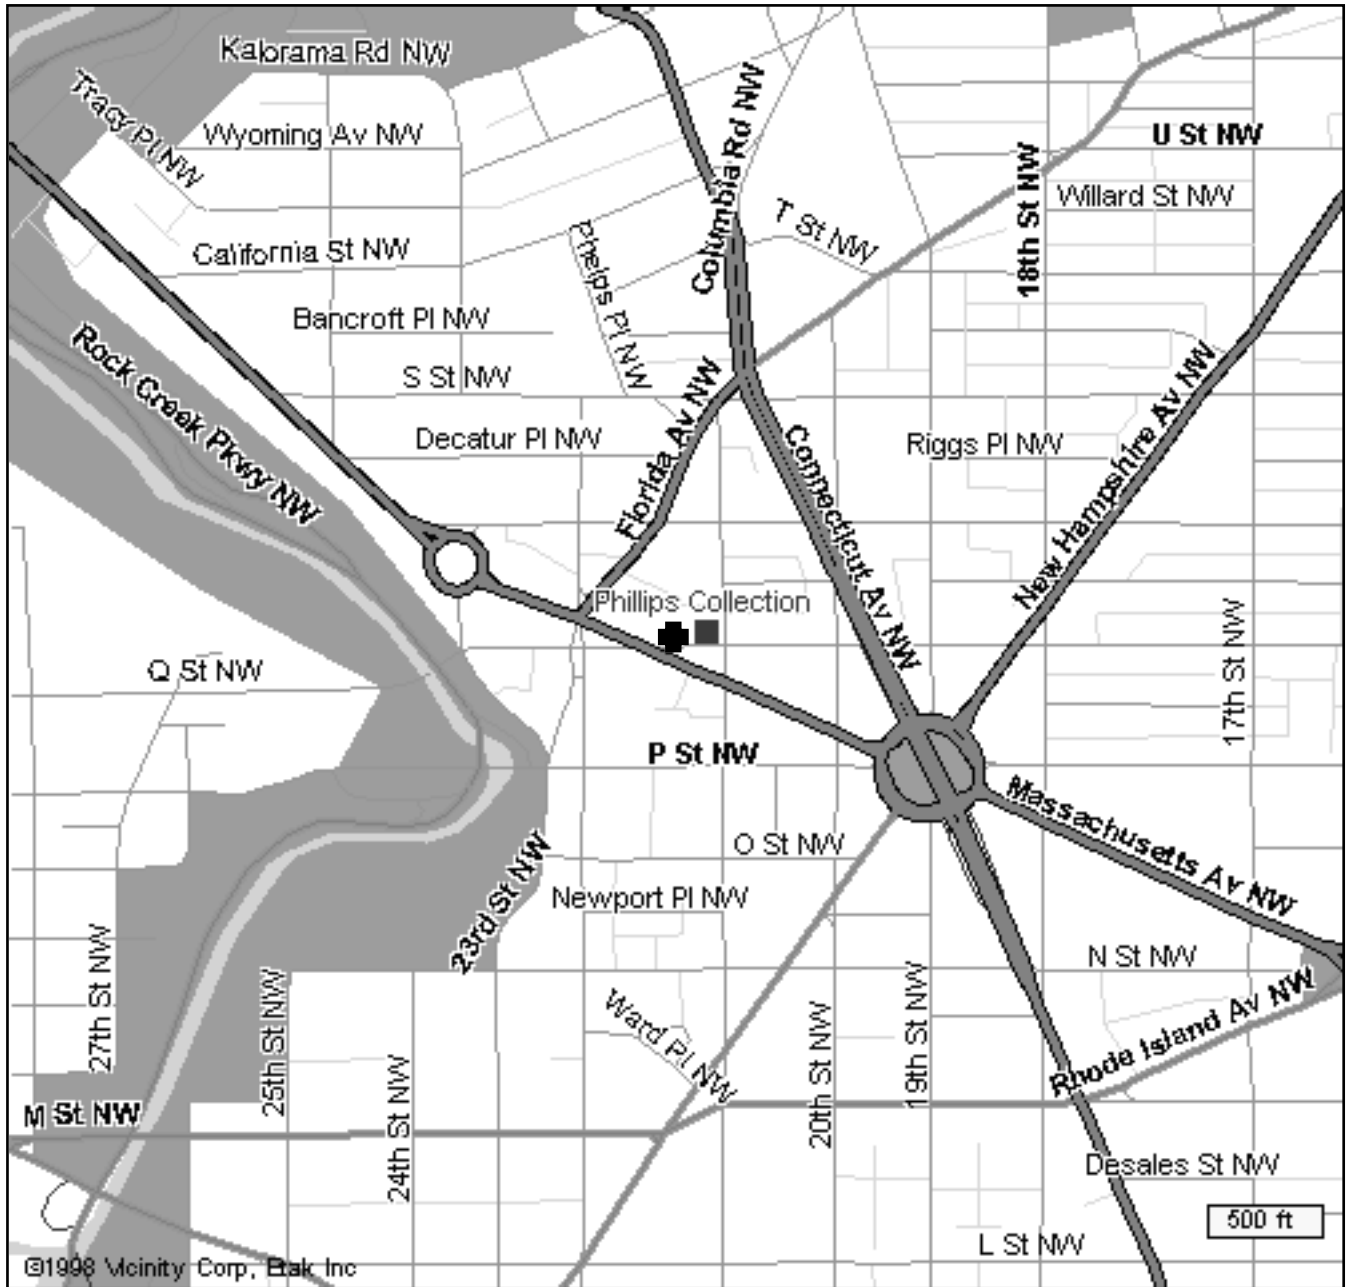 Kalorama Rd NW
Tracy Pl NW
Wyoming Av NW
U St NW
Columbia Rd NW
18th St NW
Willard St NW
T St NW
California St NW
Phelps Pl NW
Bancroft Pl NW
Rock Creek Pkwy NW
S St NW
Florida Av NW
Decatur Pl NW
Connecticut Av NW
Riggs Pl NW
New Hampshire Av NW
Phillips Collection
17th St NW
Q St NW
P St NW
Massachusetts Av NW
O St NW
23rd St NW
Newport Pl NW
N St NW
27th St NW
25th St NW
Ward Pl NW
20th St NW
19th St NW
Rhode Island Av NW
M St NW
24th St NW
Desales St NW
500 ft
L St NW
©1998 Vicinity Corp, Etak Inc